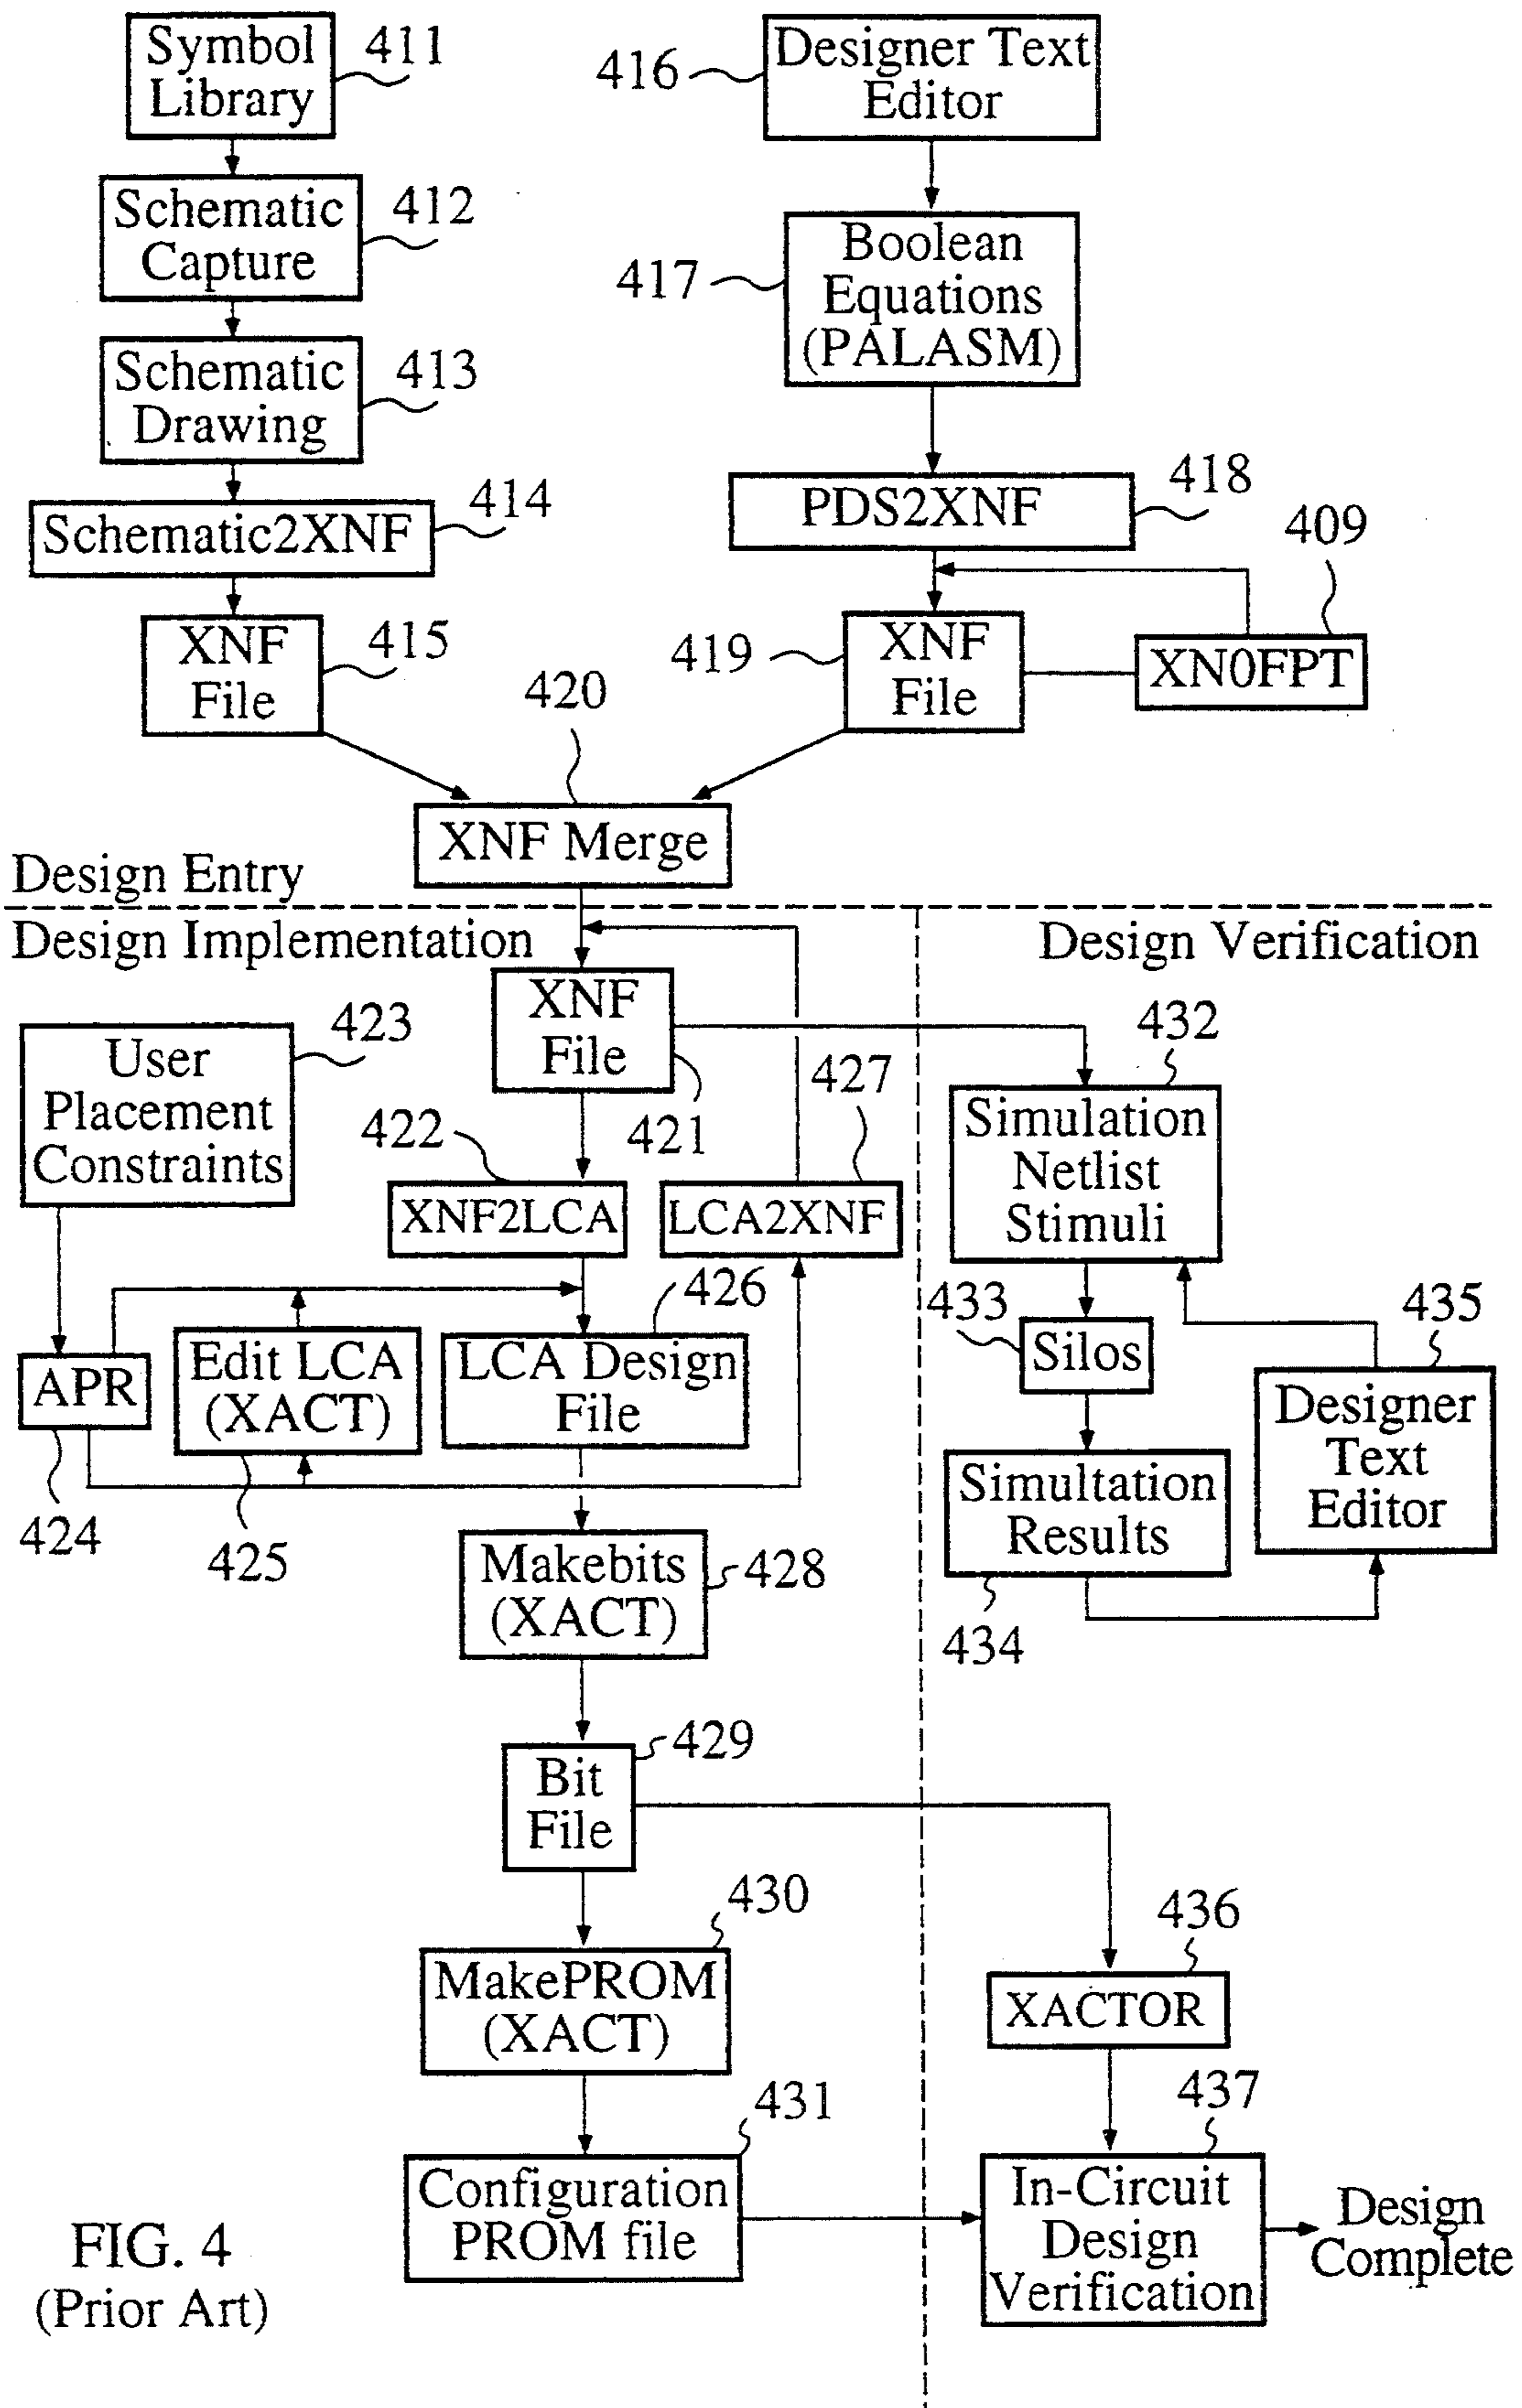 Symbol
Library
411
416
Designer Text
Editor
Schematic
Capture
412
417
Boolean
Equations
(PALASM)
Schematic
Drawing
413
Schematic2XNF
414
PDS2XNF
418
409
XNF
File
415
420
419
XNF
File
XN0FPT
XNF Merge
Design Entry
Design Implementation
Design Verification
User
Placement
Constraints
423
XNF
File
421
422
427
432
XNF2LCA
LCA2XNF
Simulation
Netlist
Stimuli
426
433
435
APR
Edit LCA
(XACT)
LCA Design
File
Silos
Designer
Text
Editor
424
425
Simultation
Results
434
Makebits
(XACT)
428
Bit
File
429
430
MakePROM
(XACT)
436
XACTOR
431
437
Configuration
PROM file
In-Circuit
Design
Verification
Design
Complete
FIG. 4
(Prior Art)